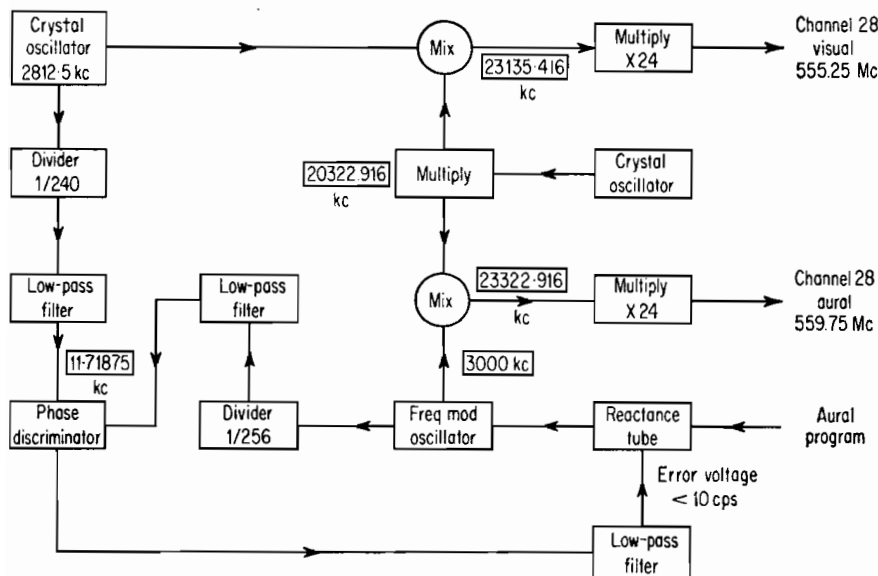 Crystal
oscillator
2812·5 kc
Mix
23135·416
kc
Multiply
X 24
Channel 28
visual
555.25 Mc
Divider
1/240
20322·916
kc
Multiply
Crystal
oscillator
Low-pass
filter
Low-pass
filter
Mix
23322·916
kc
Multiply
X 24
Channel 28
aural
559.75 Mc
11·71875
kc
3000 kc
Phase
discriminator
Divider
1/256
Freq mod
oscillator
Reactance
tube
Aural
program
Error voltage
< 10 cps
Low-pass
filter